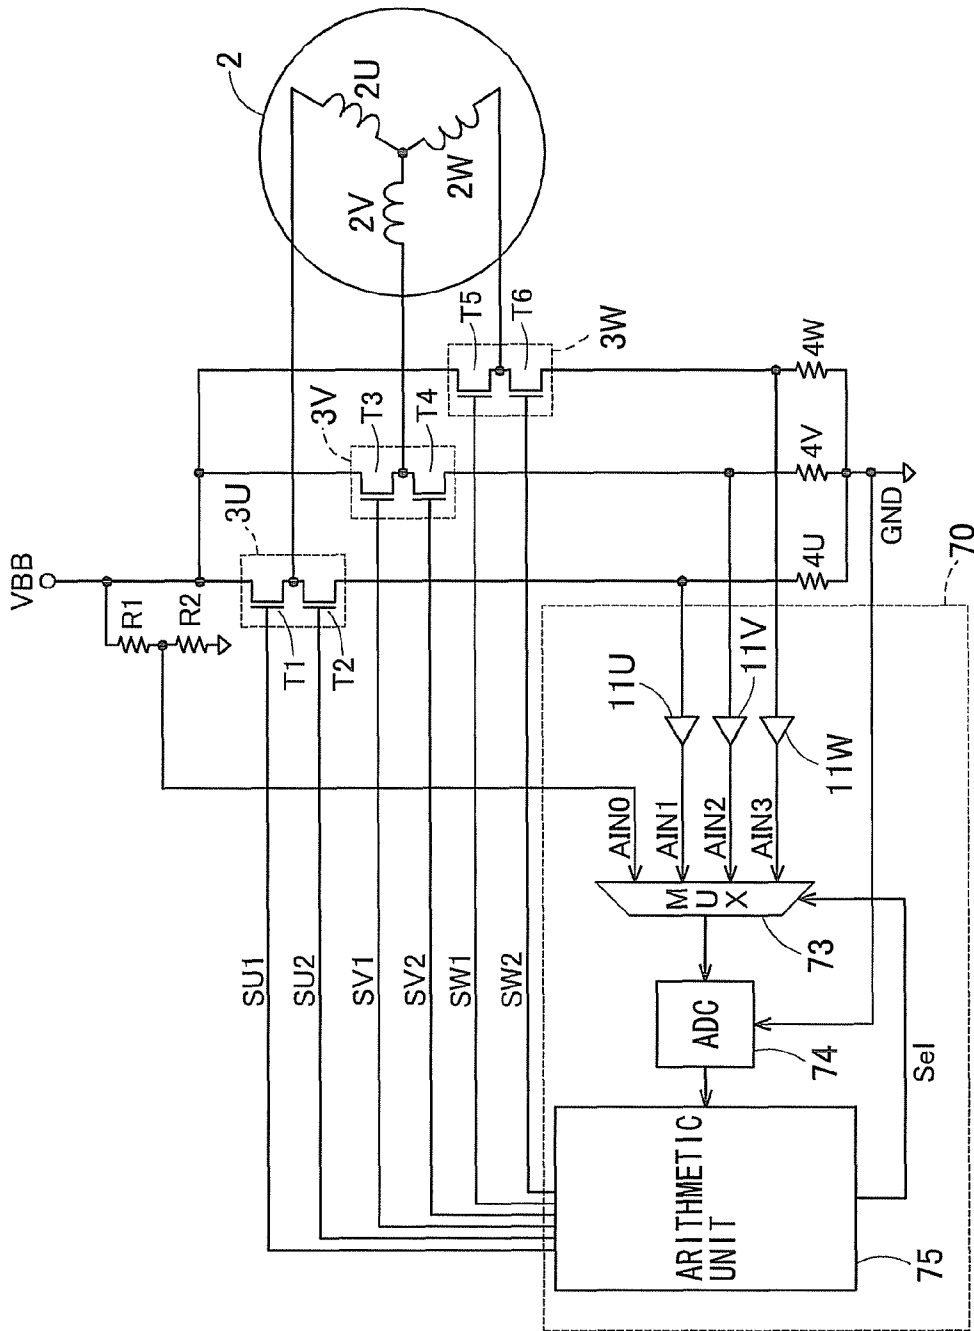 2
2U
2V
2W
T5
T6
3W
3V
T3
T4
4W
4V
4U
GND
3U
VBB
R1
R2
T1
T2
70
11U
11V
11W
AIN0
AIN1
AIN2
AIN3
MUX
73
SU1
SU2
SV1
SV2
SW1
SW2
ADC
74
Sel
ARITHMETIC
UNIT
75